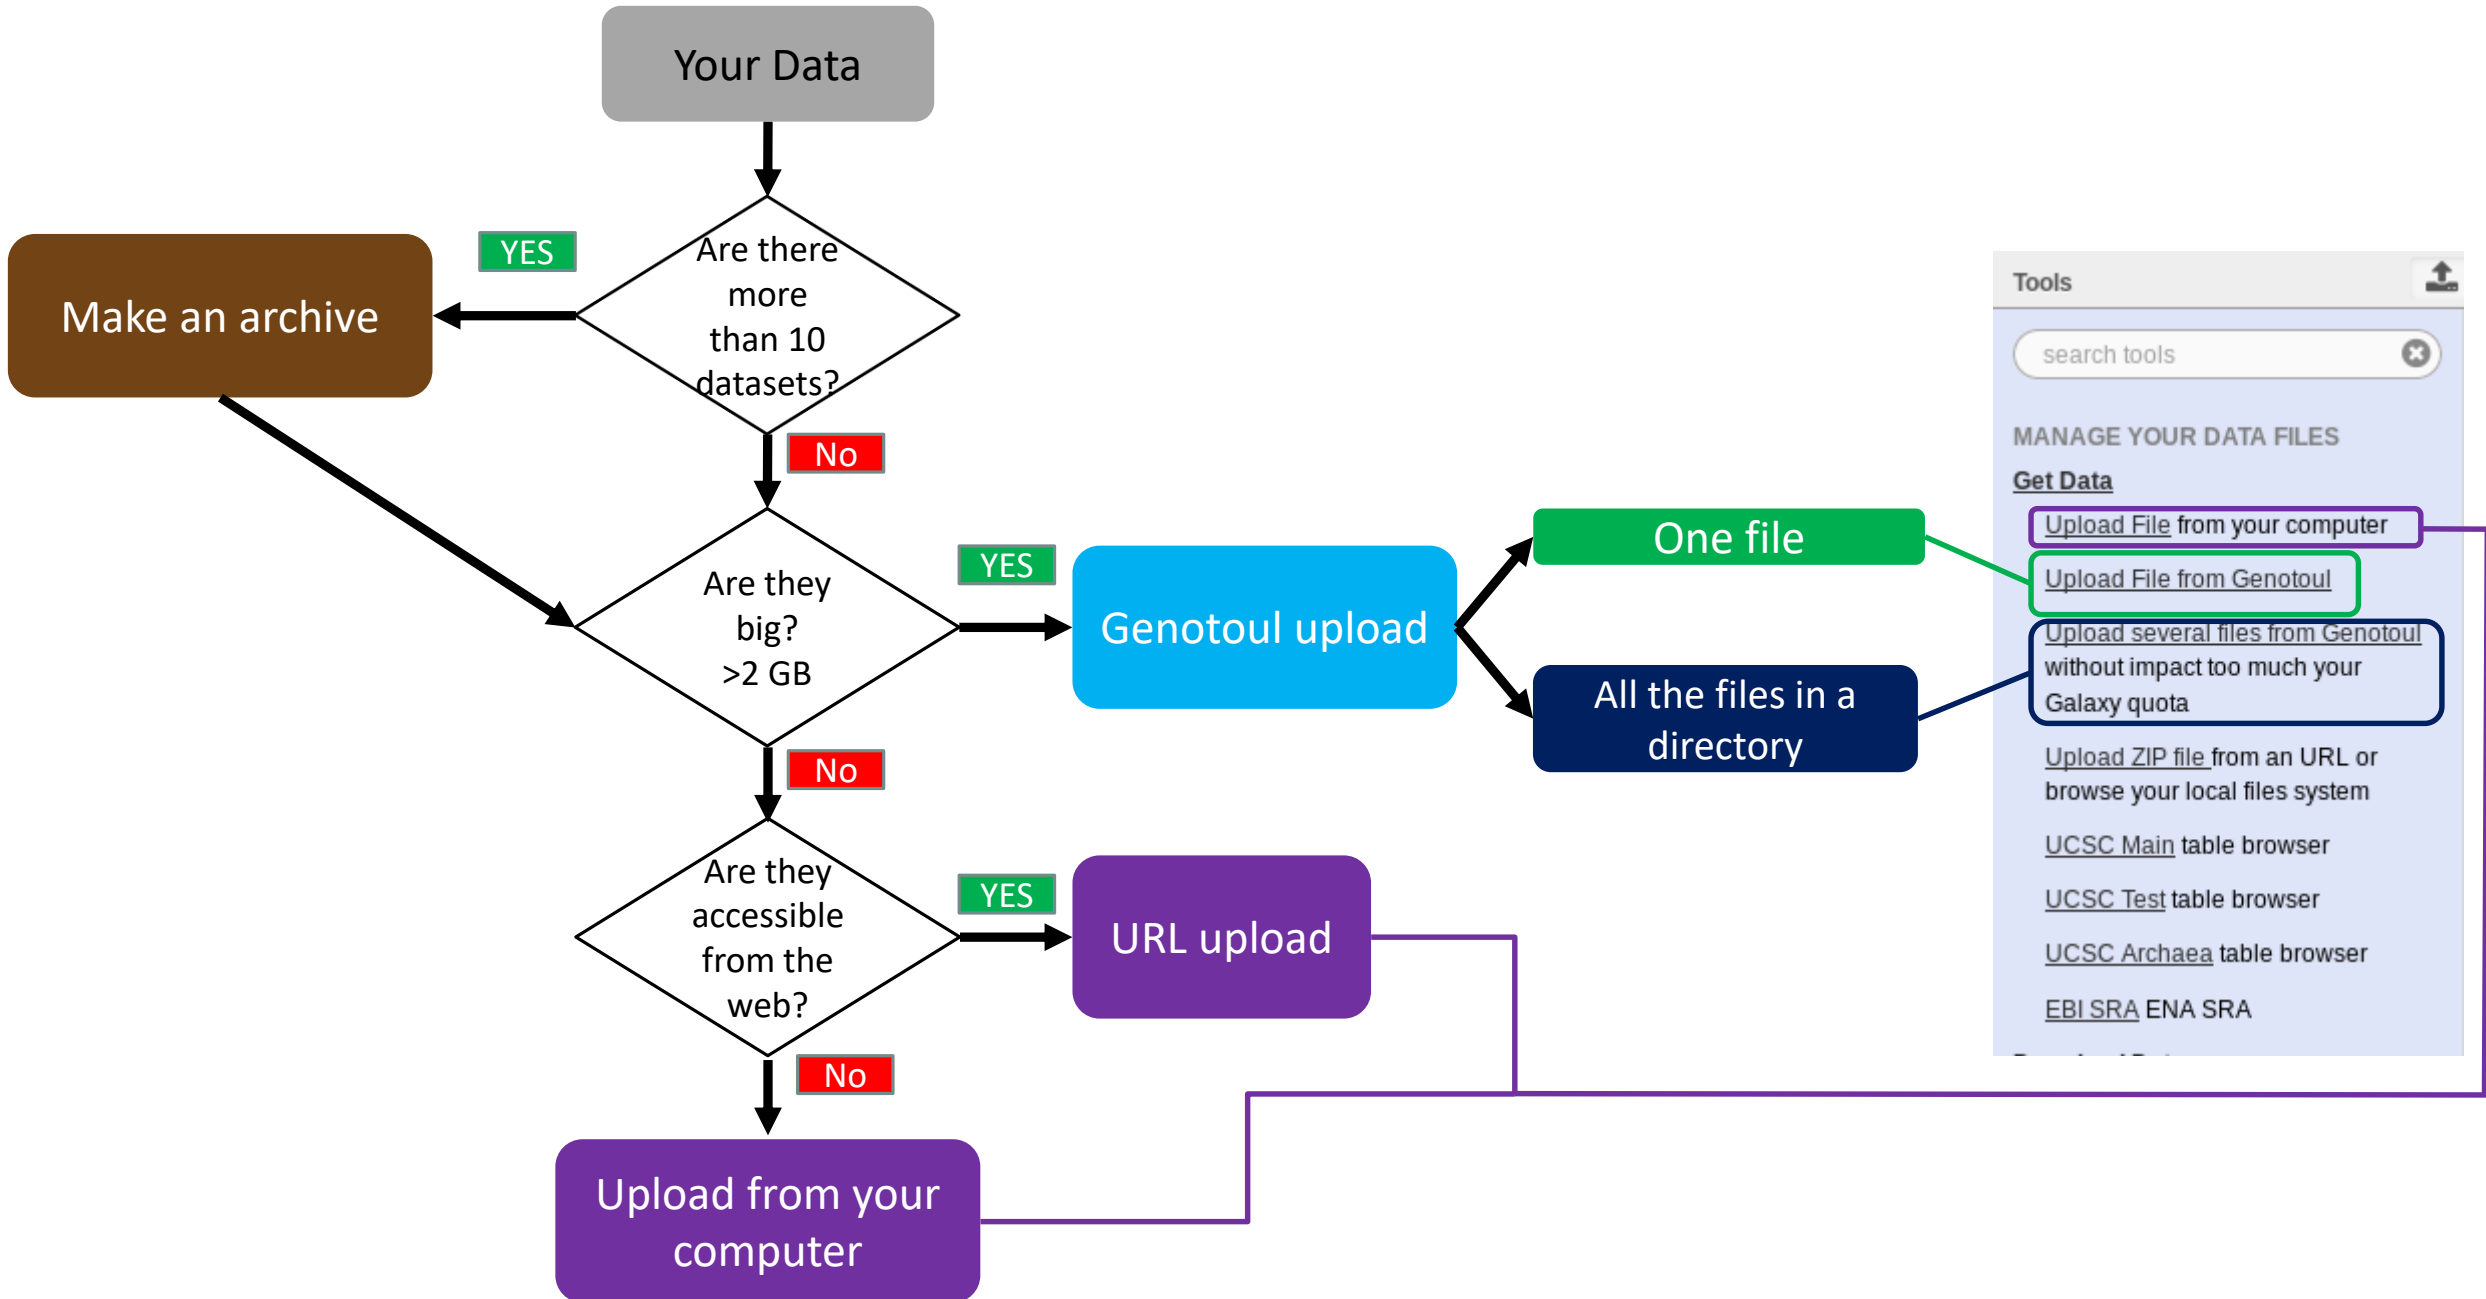 Your Data
YES
Are there
more
than 10
datasets?
Make an archive
No
Are they
big?
>2 GB
YES
Genotoul upload
One file
All the files in a
directory
No
Are they
accessible
from the
web?
YES
URL upload
No
Upload from your
computer
Tools
search tools
MANAGE YOUR DATA FILES
Get Data
Upload File from your computer
Upload File from Genotoul
Upload several files from Genotoul
without impact too much your
Galaxy quota
Upload ZIP file from an URL or
browse your local files system
UCSC Main table browser
UCSC Test table browser
UCSC Archaea table browser
EBI SRA ENA SRA